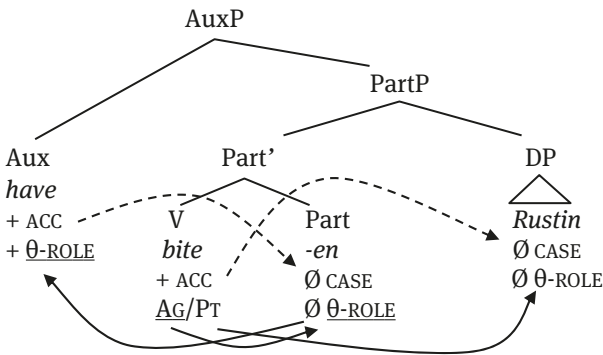 AuxP
PartP
Aux Part’ DP
have V Part Rustin
+ ACC bite -en Ø CASE
+ θ-ROLE + ACC Ø CASE Ø θ-ROLE
AG/PT Ø θ-ROLE